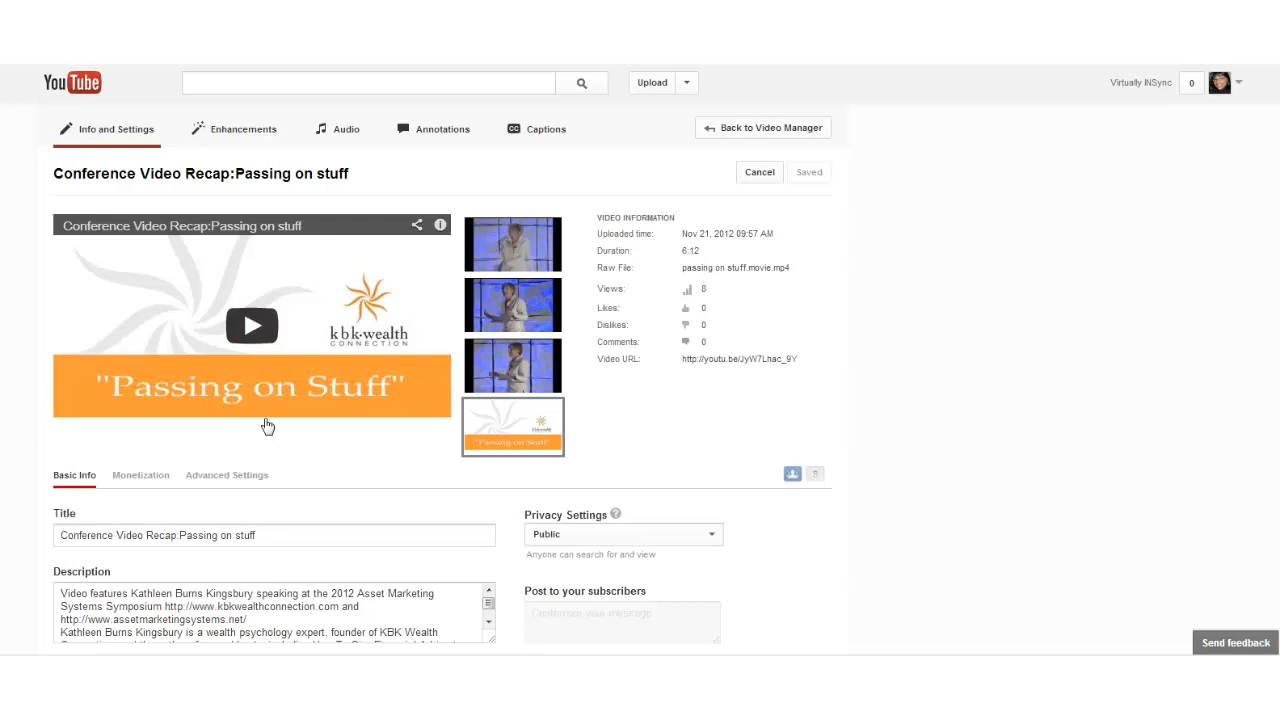 YouTube
Upload
Virtually INSync
0
Info and Settings
Enhancements
Audio
CC
Annotations
Captions
Back to Video Manager
Conference Video Recap:Passing on stuff
Cancel
Saved
Conference Video Recap:Passing on stuff
kbk·wealth
CONNECTION
"Passing on Stuff"
"Passing on Stuff"
VIDEO INFORMATION
Uploaded time: Nov 21, 2012 09:57 AM
Duration: 6:12
Raw File: passing on stuff.movie.mp4
Views: 8
Likes: 0
Dislikes: 0
Comments: 0
Video URL: http://youtu.be/JyW7Lhac_9Y
Basic Info
Monetization
Advanced Settings
Title
Conference Video Recap:Passing on stuff
Description
Video features Kathleen Burns Kingsbury speaking at the 2012 Asset Marketing
Systems Symposium http://www.kbkwealthconnection.com and
http://www.assetmarketingsystems.net/
Kathleen Burns Kingsbury is a wealth psychology expert, founder of KBK Wealth
Privacy Settings ?
Public
Anyone can search for and view
Post to your subscribers
Customize your message
Send feedback